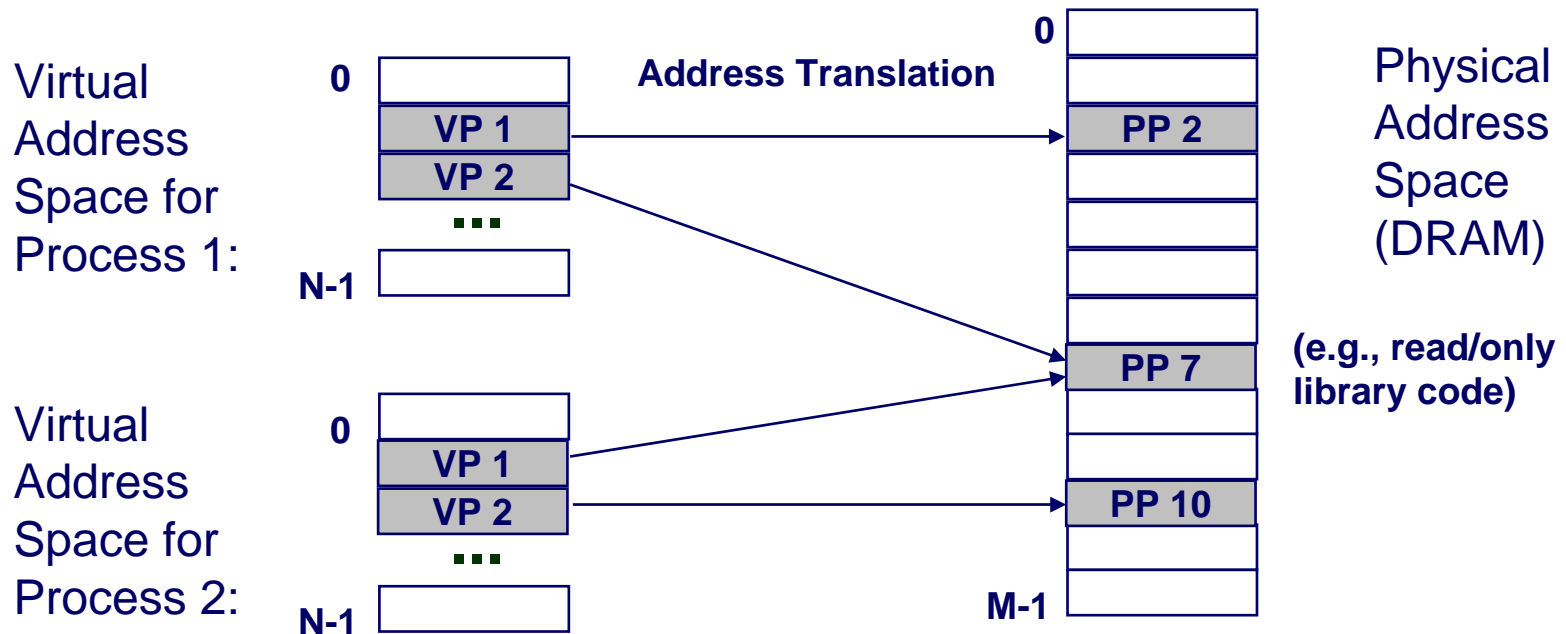 Virtual
Address
Space for
Process 1:
0
VP 1
VP 2
...
N-1
Address Translation
0
PP 2
PP 7
PP 10
M-1
Physical
Address
Space
(DRAM)
(e.g., read/only
library code)
Virtual
Address
Space for
Process 2:
0
VP 1
VP 2
...
N-1